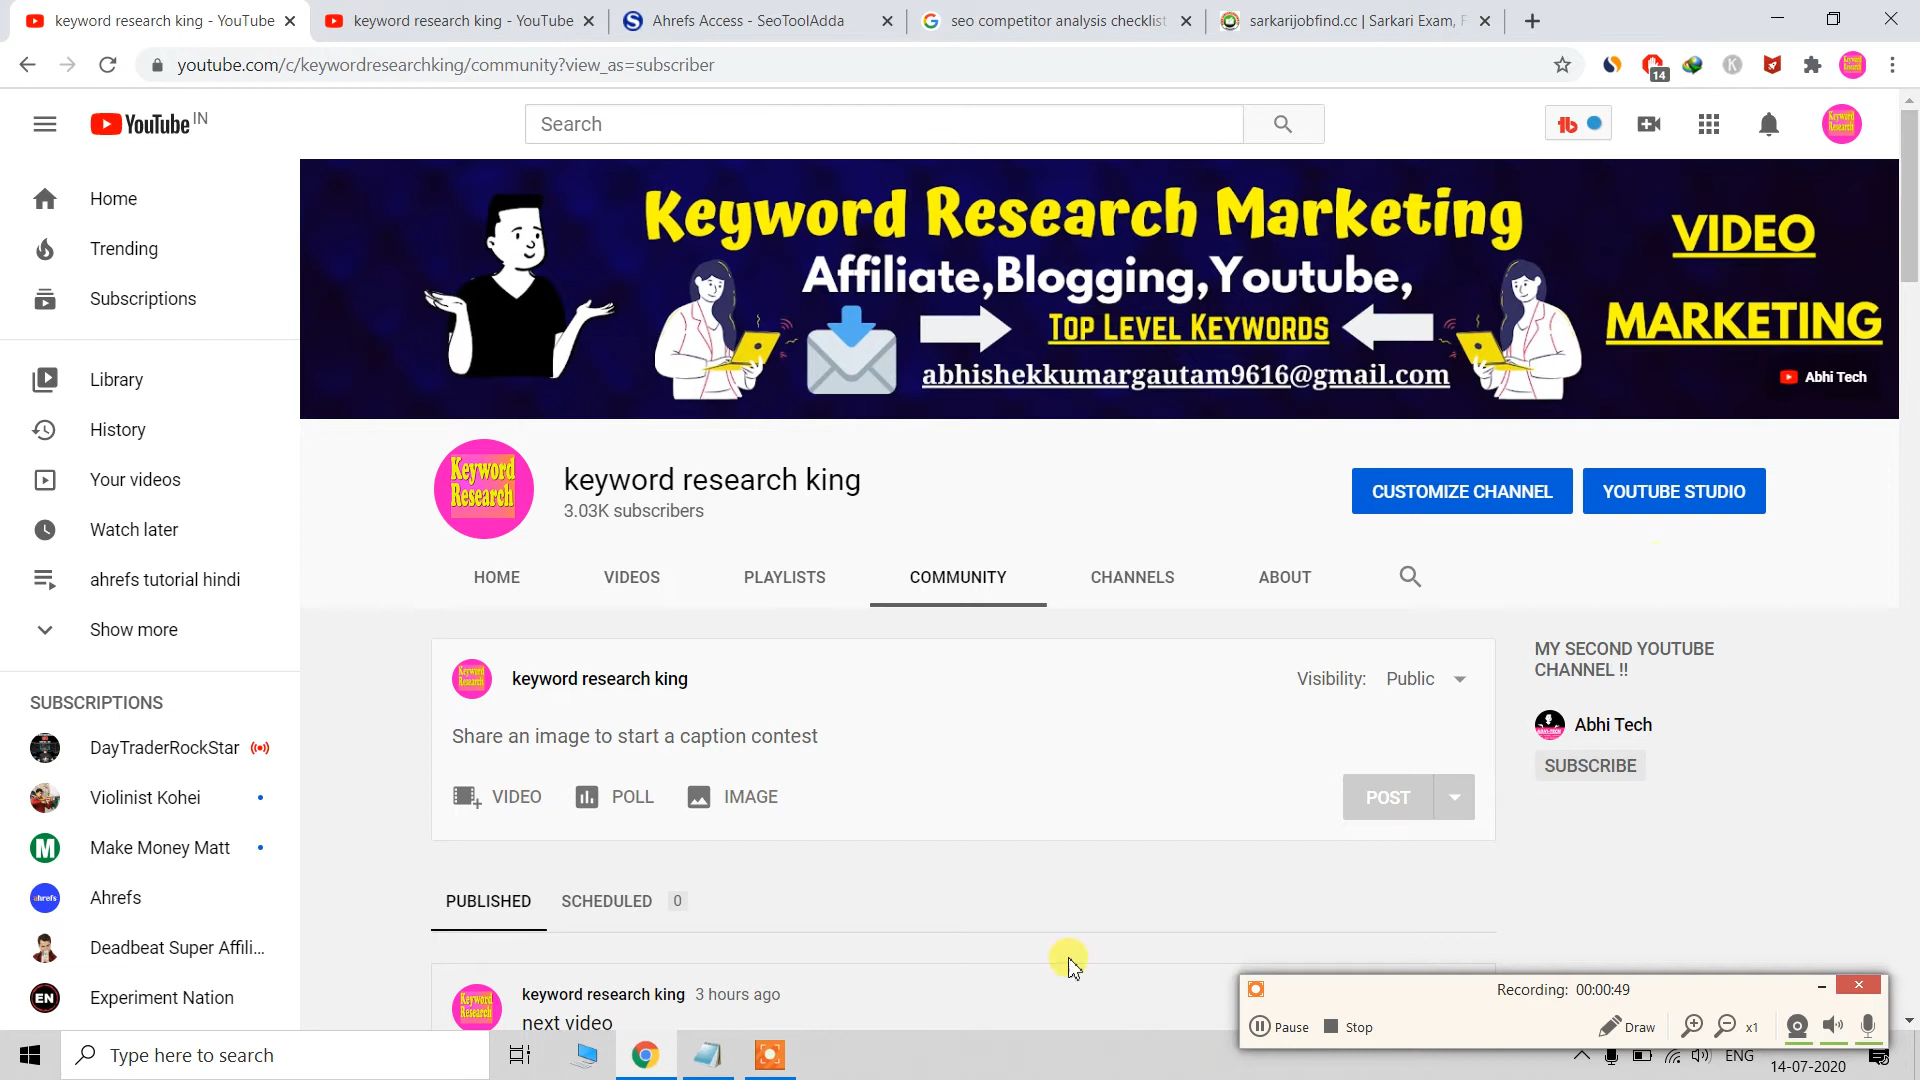 keyword research king - YouTube
keyword research king - YouTube
Ahrefs Access - SeoToolAdda
seo competitor analysis checklist
sarkarijobfind.cc | Sarkari Exam,
youtube.com/c/keywordresearchking/community?view_as=subscriber
14
YouTube IN
Search
Home
Trending
Subscriptions
Library
History
Your videos
Watch later
ahrefs tutorial hindi
Show more
SUBSCRIPTIONS
DayTraderRockStar
Violinist Kohei
Make Money Matt
Ahrefs
Deadbeat Super Affili...
Experiment Nation
Keyword Research Marketing
Affiliate,Blogging,Youtube,
Top Level Keywords
abhishekkumargautam9616@gmail.com
VIDEO
MARKETING
Abhi Tech
Keyword
Research
keyword research king
3.03K subscribers
CUSTOMIZE CHANNEL
YOUTUBE STUDIO
HOME VIDEOS PLAYLISTS COMMUNITY CHANNELS ABOUT
keyword research king
Visibility: Public
Share an image to start a caption contest
VIDEO POLL IMAGE
POST
MY SECOND YOUTUBE
CHANNEL !!
Abhi Tech
SUBSCRIBE
PUBLISHED SCHEDULED 0
keyword research king 3 hours ago
next video
Recording: 00:00:49
Pause Stop Draw x1
Type here to search
ENG
14-07-2020